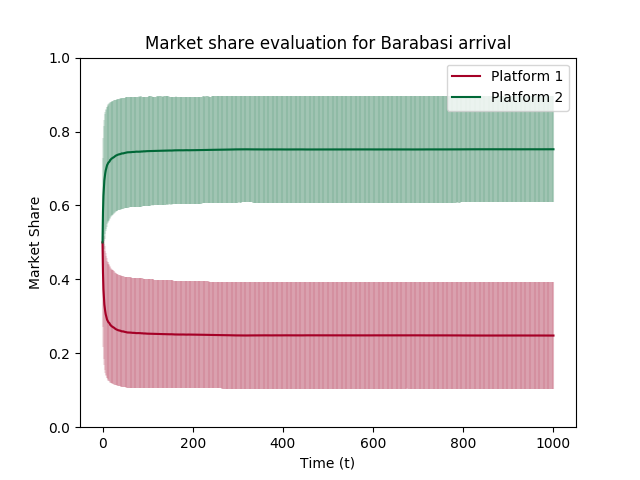 Market share evaluation for Barabasi arrival
1.0
0.8
0.6
0.4
0.2
0.0
Market Share
Platform 1
Platform 2
0
200
400
600
800
1000
Time (t)